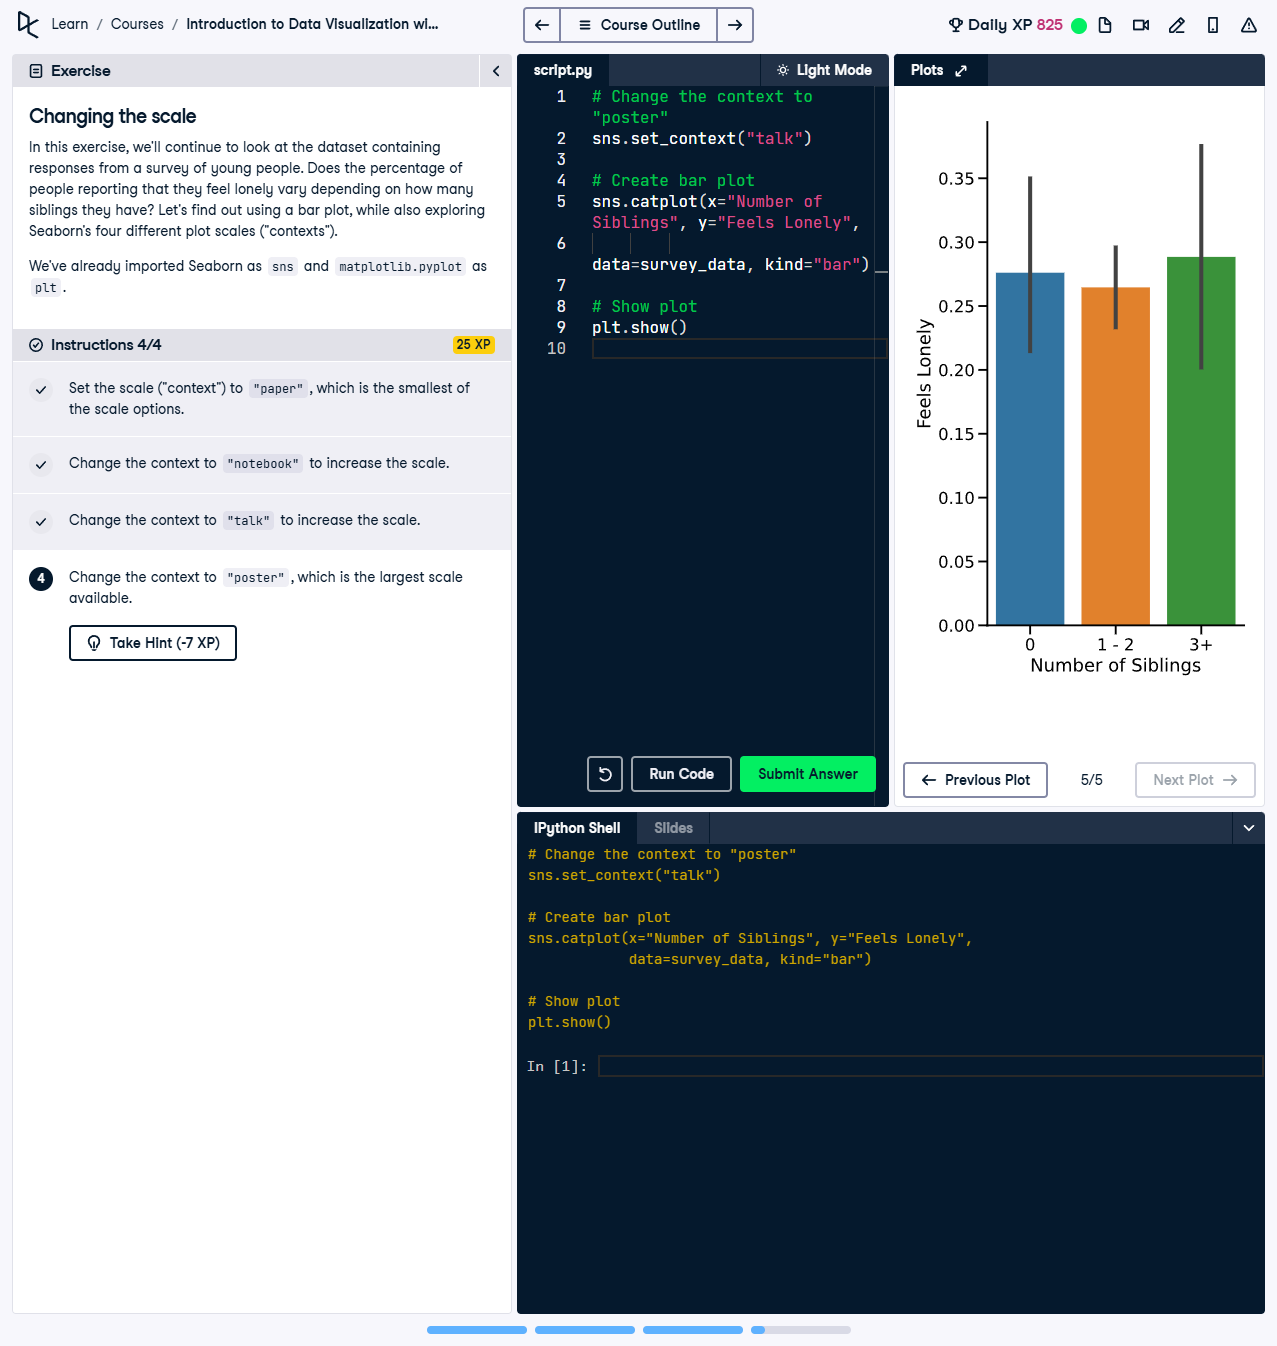 Learn / Courses / Introduction to Data Visualization wi...
Course Outline
Daily XP 825
Exercise
Changing the scale
In this exercise, we'll continue to look at the dataset containing
responses from a survey of young people. Does the percentage of
people reporting that they feel lonely vary depending on how many
siblings they have? Let's find out using a bar plot, while also exploring
Seaborn's four different plot scales ("contexts").
We've already imported Seaborn as sns and matplotlib.pyplot as
plt.
Instructions 4/4
25 XP
Set the scale ("context") to "paper", which is the smallest of
the scale options.
Change the context to "notebook" to increase the scale.
Change the context to "talk" to increase the scale.
4
Change the context to "poster", which is the largest scale
available.
Take Hint (-7 XP)
script.py
Light Mode
1 # Change the context to
"poster"
2 sns.set_context("talk")
3
4 # Create bar plot
5 sns.catplot(x="Number of
Siblings", y="Feels Lonely",
6
data=survey_data, kind="bar")
7
8 # Show plot
9 plt.show()
10
Run Code
Submit Answer
Plots
0.35
0.30
0.25
0.20
0.15
0.10
0.05
0.00
Feels Lonely
0 1 - 2 3+
Number of Siblings
Previous Plot
5/5
Next Plot
IPython Shell
Slides
# Change the context to "poster"
sns.set_context("talk")
# Create bar plot
sns.catplot(x="Number of Siblings", y="Feels Lonely",
data=survey_data, kind="bar")
# Show plot
plt.show()
In [1]: